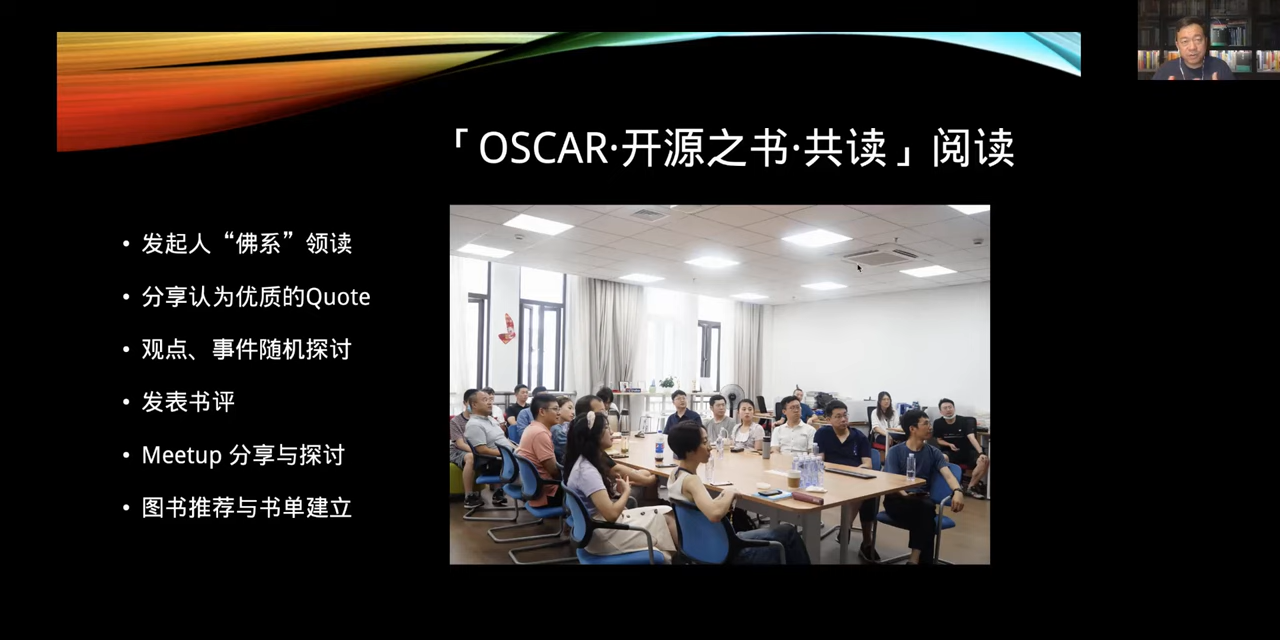 「OSCAR·开源之书·共读」阅读
• 发起人“佛系”领读
• 分享认为优质的Quote
• 观点、事件随机探讨
• 发表书评
• Meetup 分享与探讨
• 图书推荐与书单建立